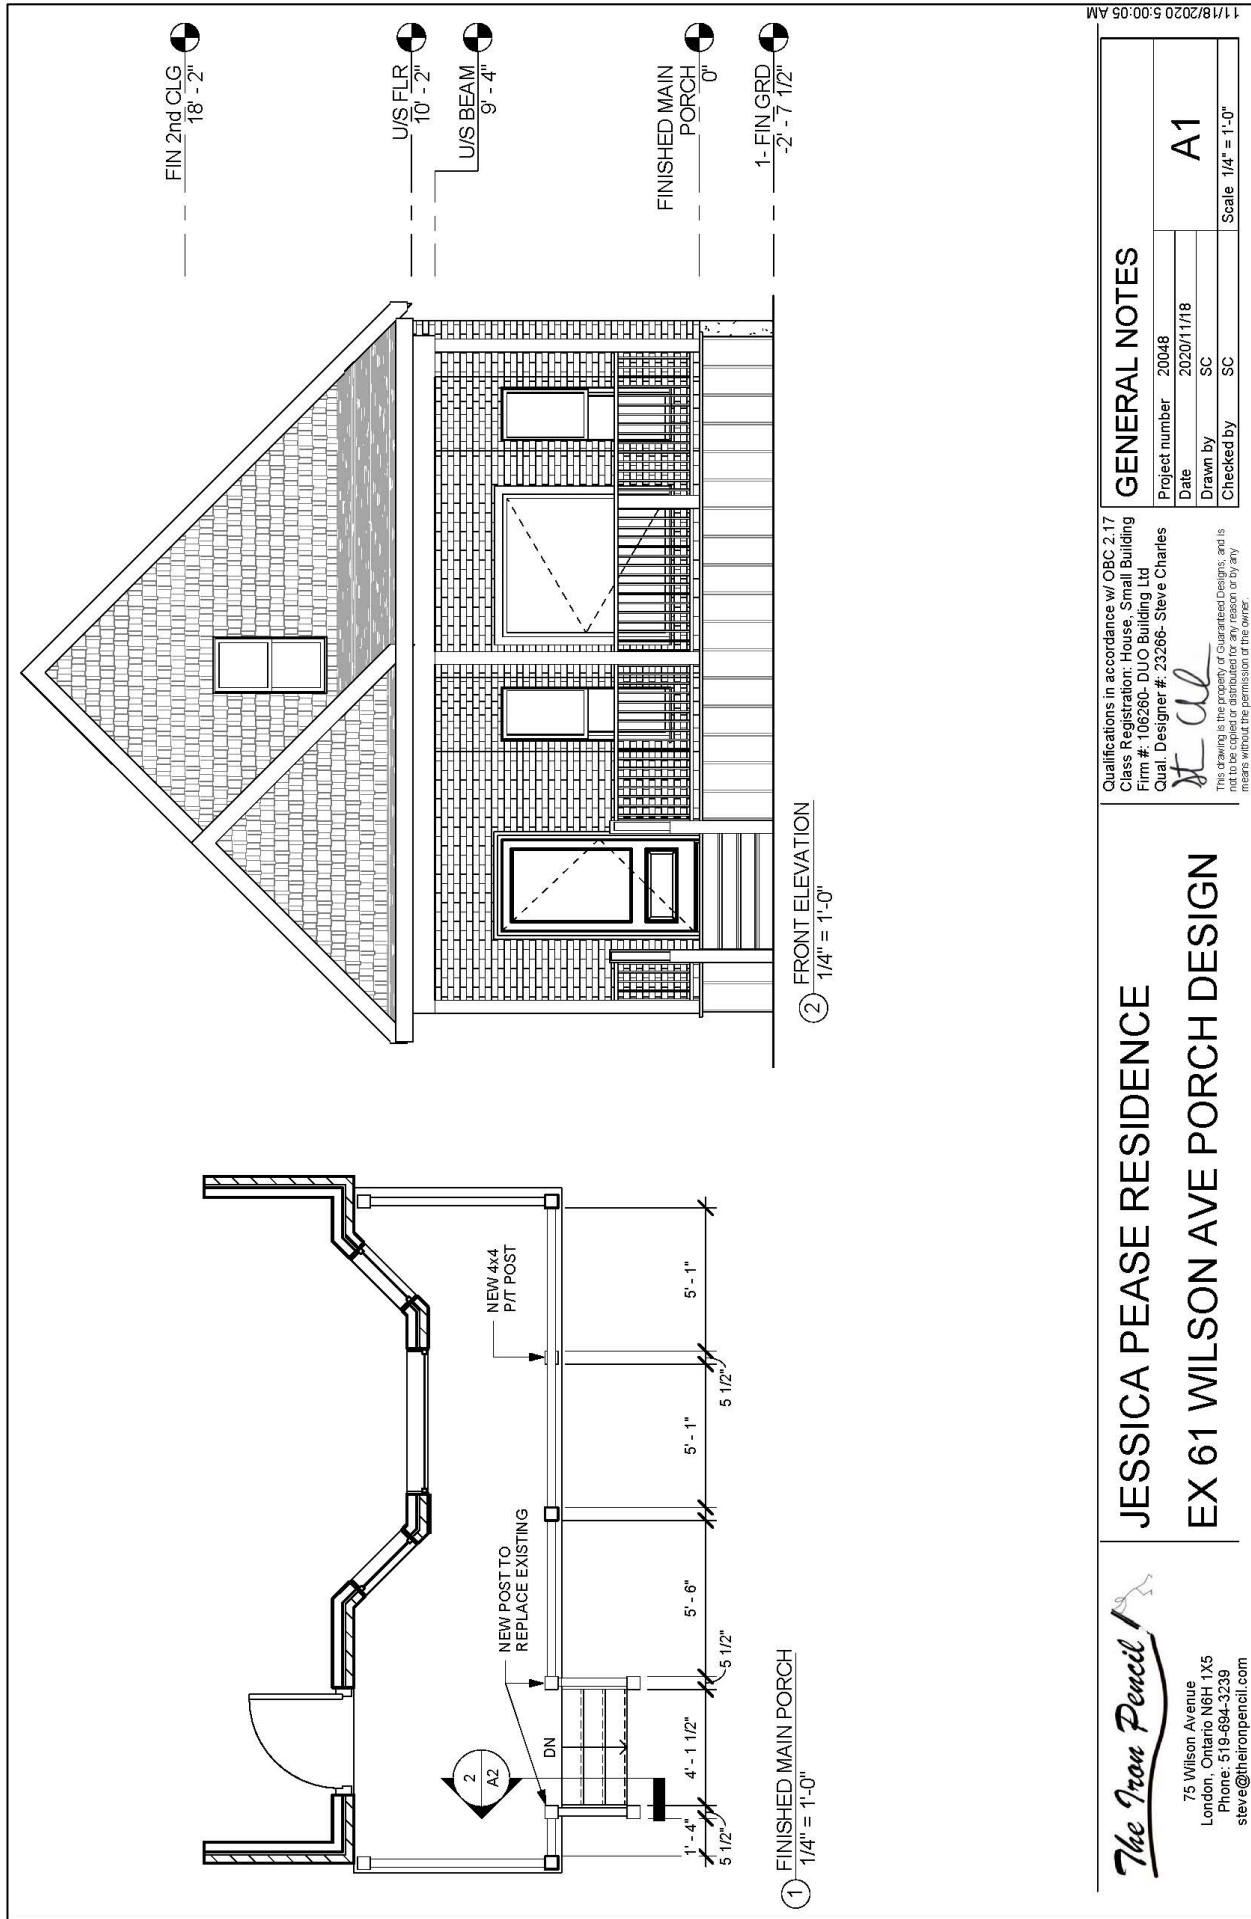 FIN 2nd CLG
18' - 2"
U/S FLR
10' - 2"
U/S BEAM
9' - 4"
FINISHED MAIN
PORCH
0"
1- FIN GRD
-2' - 7 1/2"
2
FRONT ELEVATION
1/4" = 1'-0"
NEW POST TO
REPLACE EXISTING
NEW 4x4
P/T POST
2
A2
DN
1' - 4"
5 1/2"
4' - 1 1/2"
5 1/2"
5' - 6"
5' - 1"
5 1/2"
5' - 1"
1
FINISHED MAIN PORCH
1/4" = 1'-0"
The Iron Pencil
75 Wilson Avenue
London, Ontario N6H 1X5
Phone: 519-694-3239
steve@theironpencil.com
JESSICA PEASE RESIDENCE
EX 61 WILSON AVE PORCH DESIGN
Qualifications in accordance w/ OBC 2.17
Class Registration: House, Small Building
Firm #: 106260- DUO Building Ltd
Qual. Designer #: 23266- Steve Charles
This drawing is the property of Guaranteed Designs, and is
not to be copied or distributed for any reason or by any
means without the permission of the owner.
GENERAL NOTES
Project number 20048
Date 2020/11/18
Drawn by SC
Checked by SC
A1
Scale 1/4" = 1'-0"
11/18/2020 5:00:05 AM